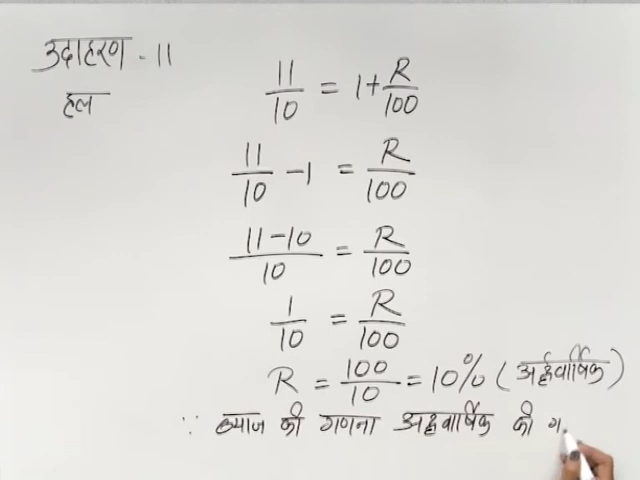 उदाहरण - 11
हल
11/10 = 1 + R/100
11/10 - 1 = R/100
11 - 10/10 = R/100
1/10 = R/100
R = 100/10 = 10% (अर्द्धवार्षिक)
∵ ब्याज की गणना अर्द्धवार्षिक की ग